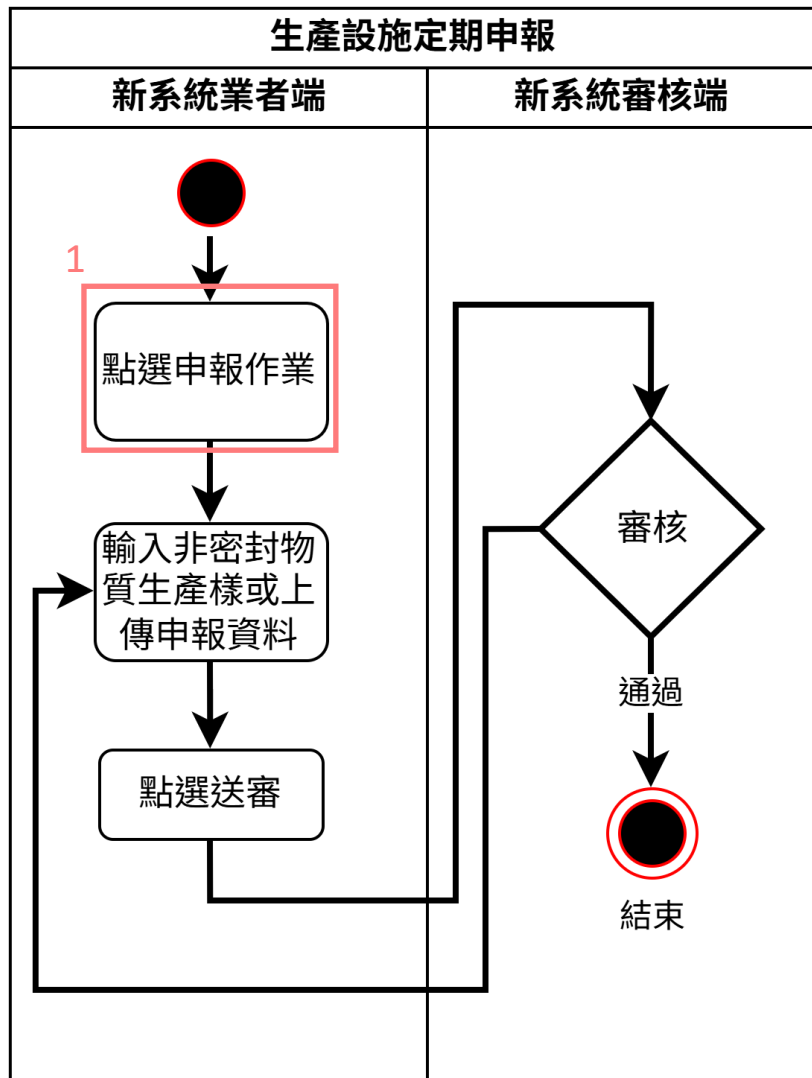 生產設施定期申報
新系統業者端
新系統審核端
1
點選申報作業
輸入非密封物
質生產樣或上
傳申報資料
點選送審
審核
通過
結束